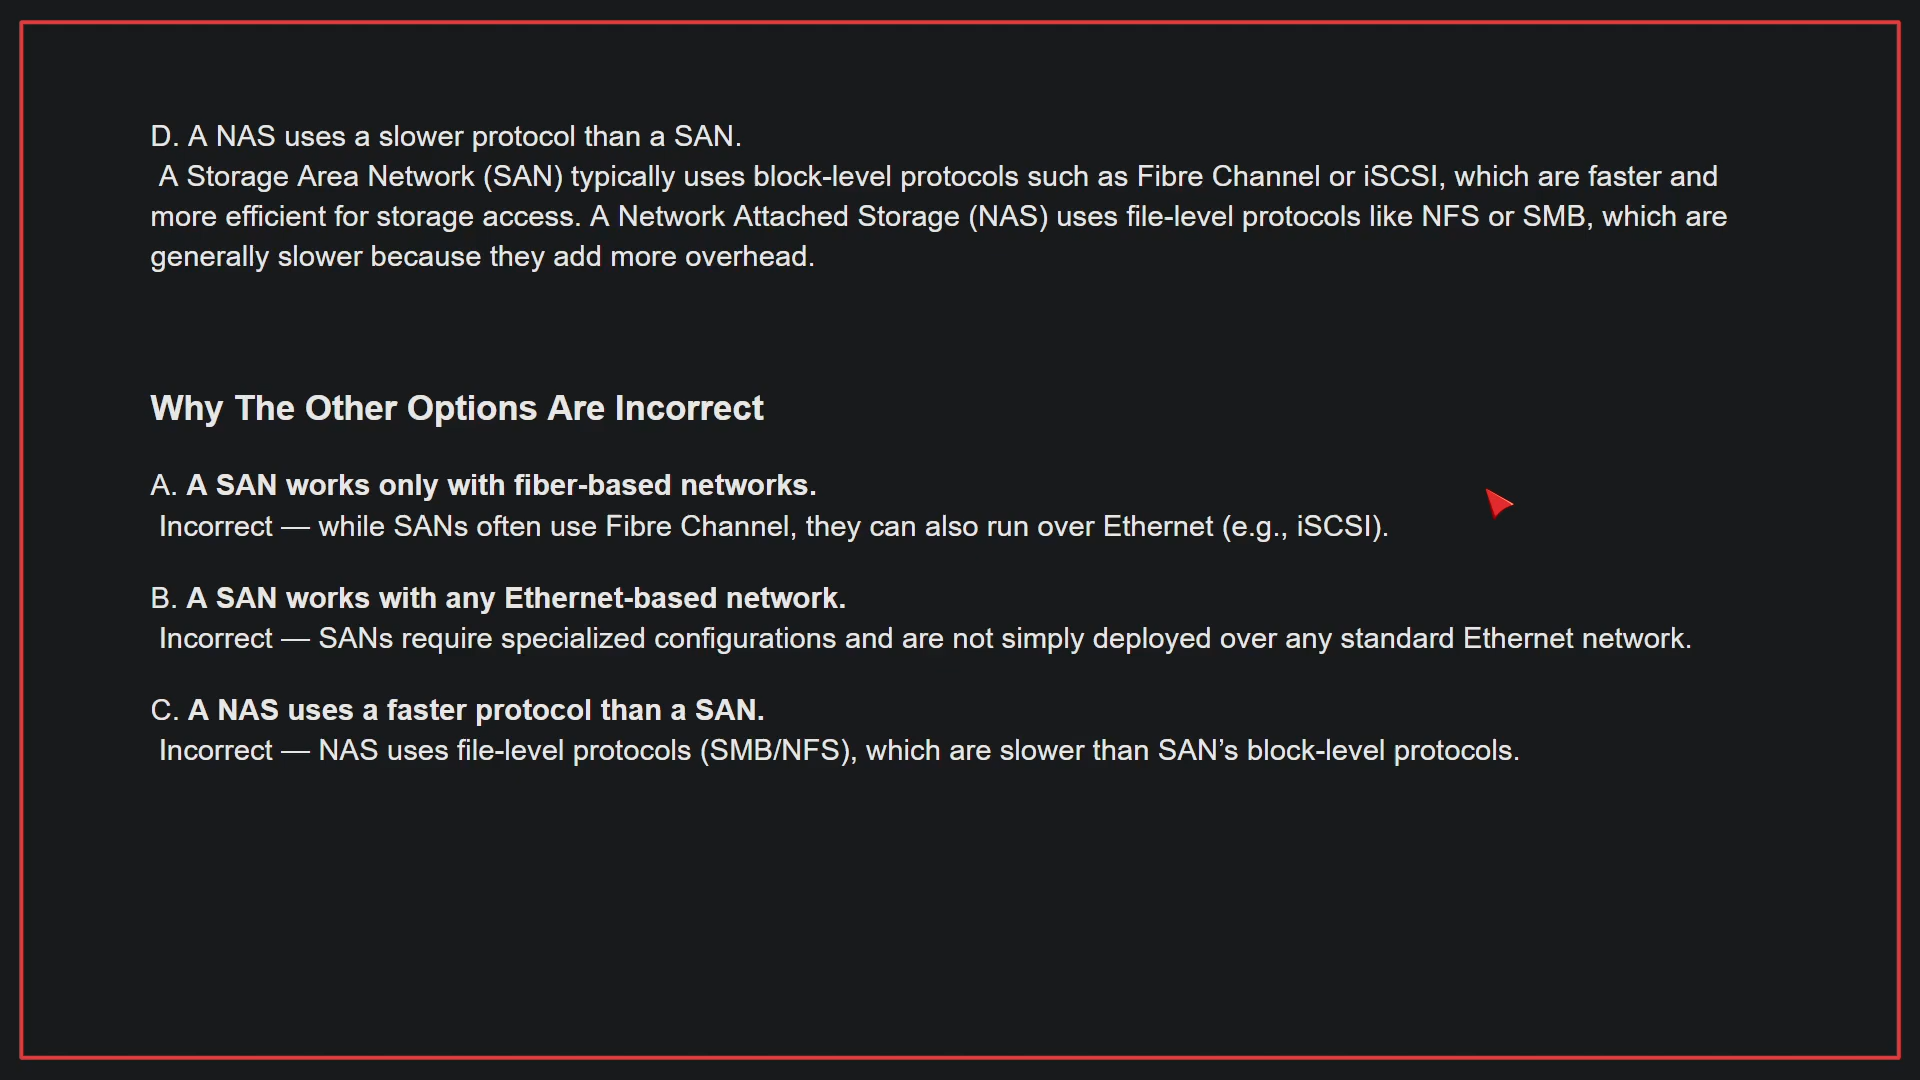 D. A NAS uses a slower protocol than a SAN.
A Storage Area Network (SAN) typically uses block-level protocols such as Fibre Channel or iSCSI, which are faster and
more efficient for storage access. A Network Attached Storage (NAS) uses file-level protocols like NFS or SMB, which are
generally slower because they add more overhead.
Why The Other Options Are Incorrect
A. A SAN works only with fiber-based networks.
Incorrect — while SANs often use Fibre Channel, they can also run over Ethernet (e.g., iSCSI).
B. A SAN works with any Ethernet-based network.
Incorrect — SANs require specialized configurations and are not simply deployed over any standard Ethernet network.
C. A NAS uses a faster protocol than a SAN.
Incorrect — NAS uses file-level protocols (SMB/NFS), which are slower than SAN’s block-level protocols.